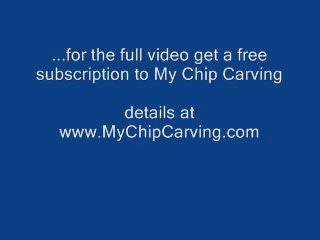 ...for the full video get a free
subscription to My Chip Carving
details at
www.MyChipCarving.com